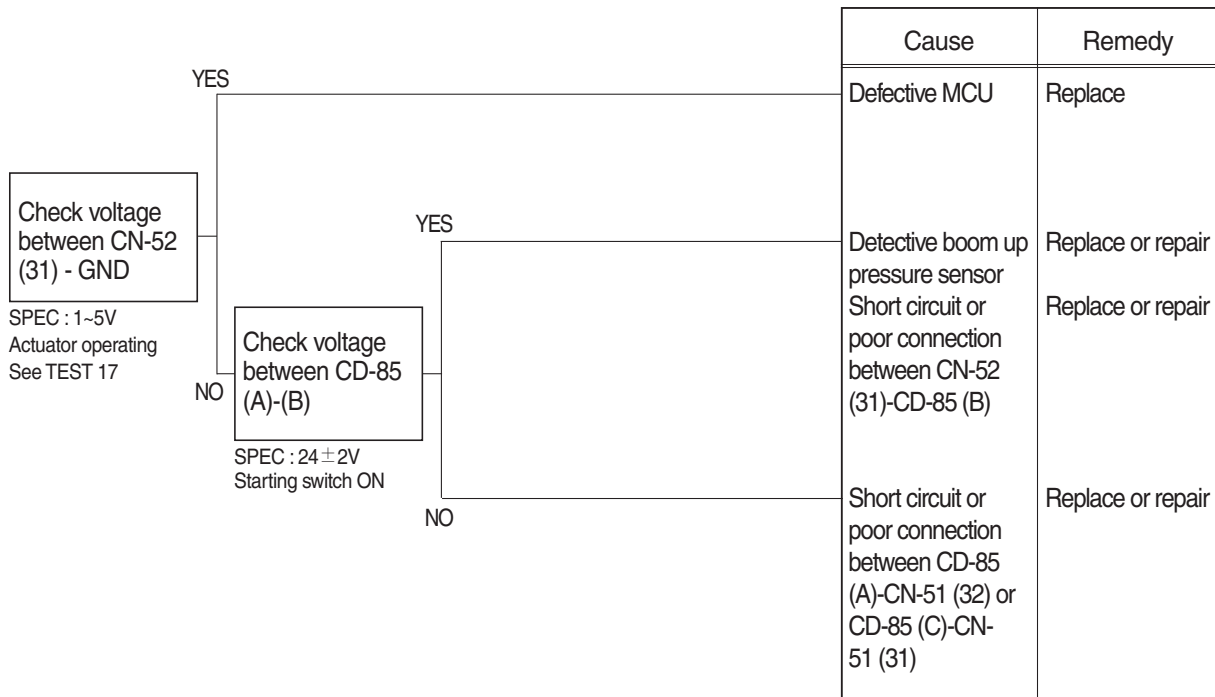 Cause
Remedy
YES
Defective MCU
Replace
Check voltage
between CN-52
(31) - GND
SPEC : 1~5V
Actuator operating
See TEST 17
YES
Detective boom up
pressure sensor
Replace or repair
Short circuit or
poor connection
between CN-52
(31)-CD-85 (B)
Replace or repair
NO
Check voltage
between CD-85
(A)-(B)
SPEC : 24±2V
Starting switch ON
NO
Short circuit or
poor connection
between CD-85
(A)-CN-51 (32) or
CD-85 (C)-CN-
51 (31)
Replace or repair